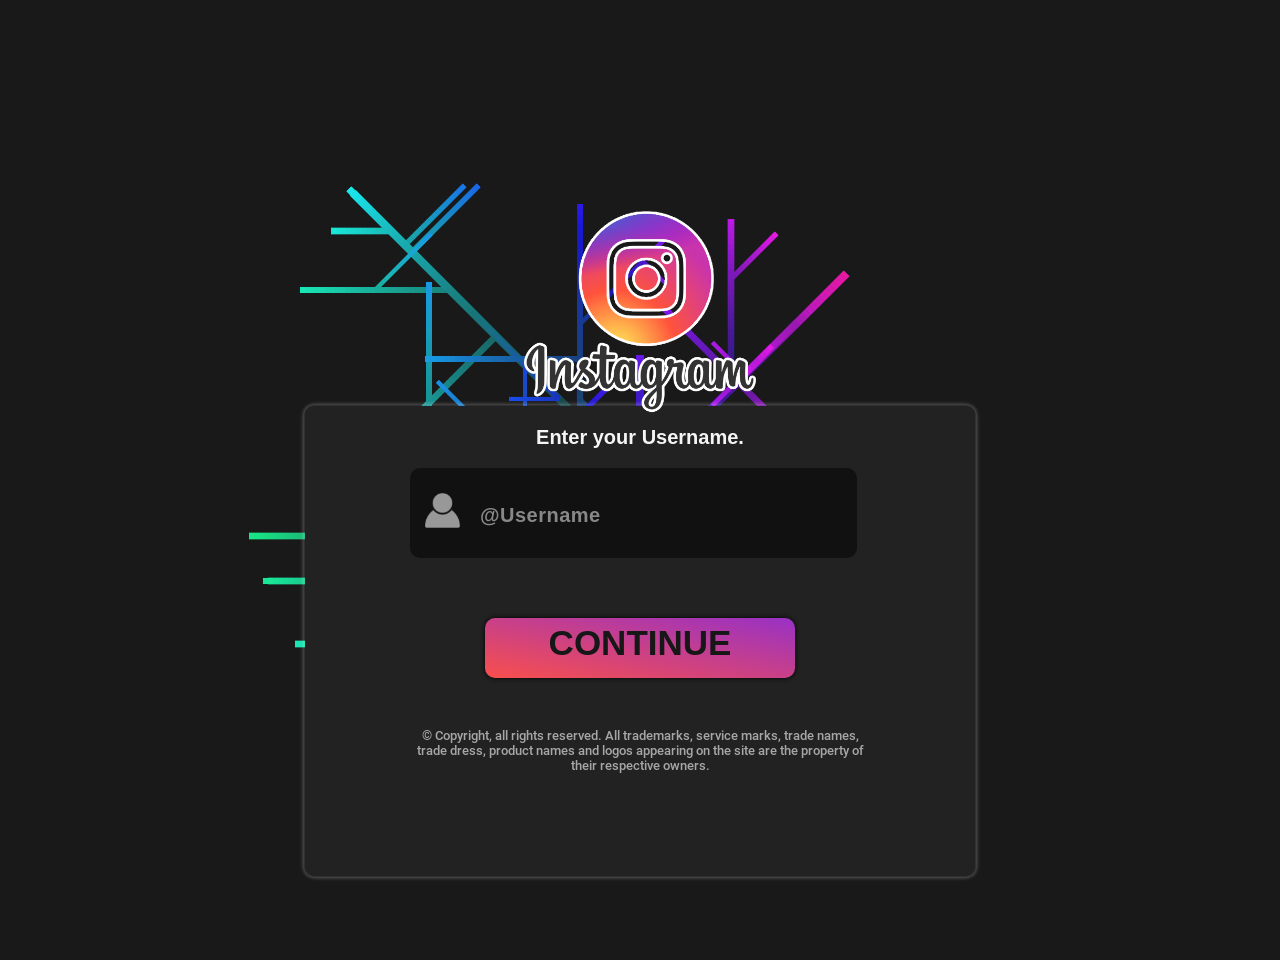 Instagram
Enter your Username.
@Username
CONTINUE
© Copyright, all rights reserved. All trademarks, service marks, trade names,
trade dress, product names and logos appearing on the site are the property of
their respective owners.